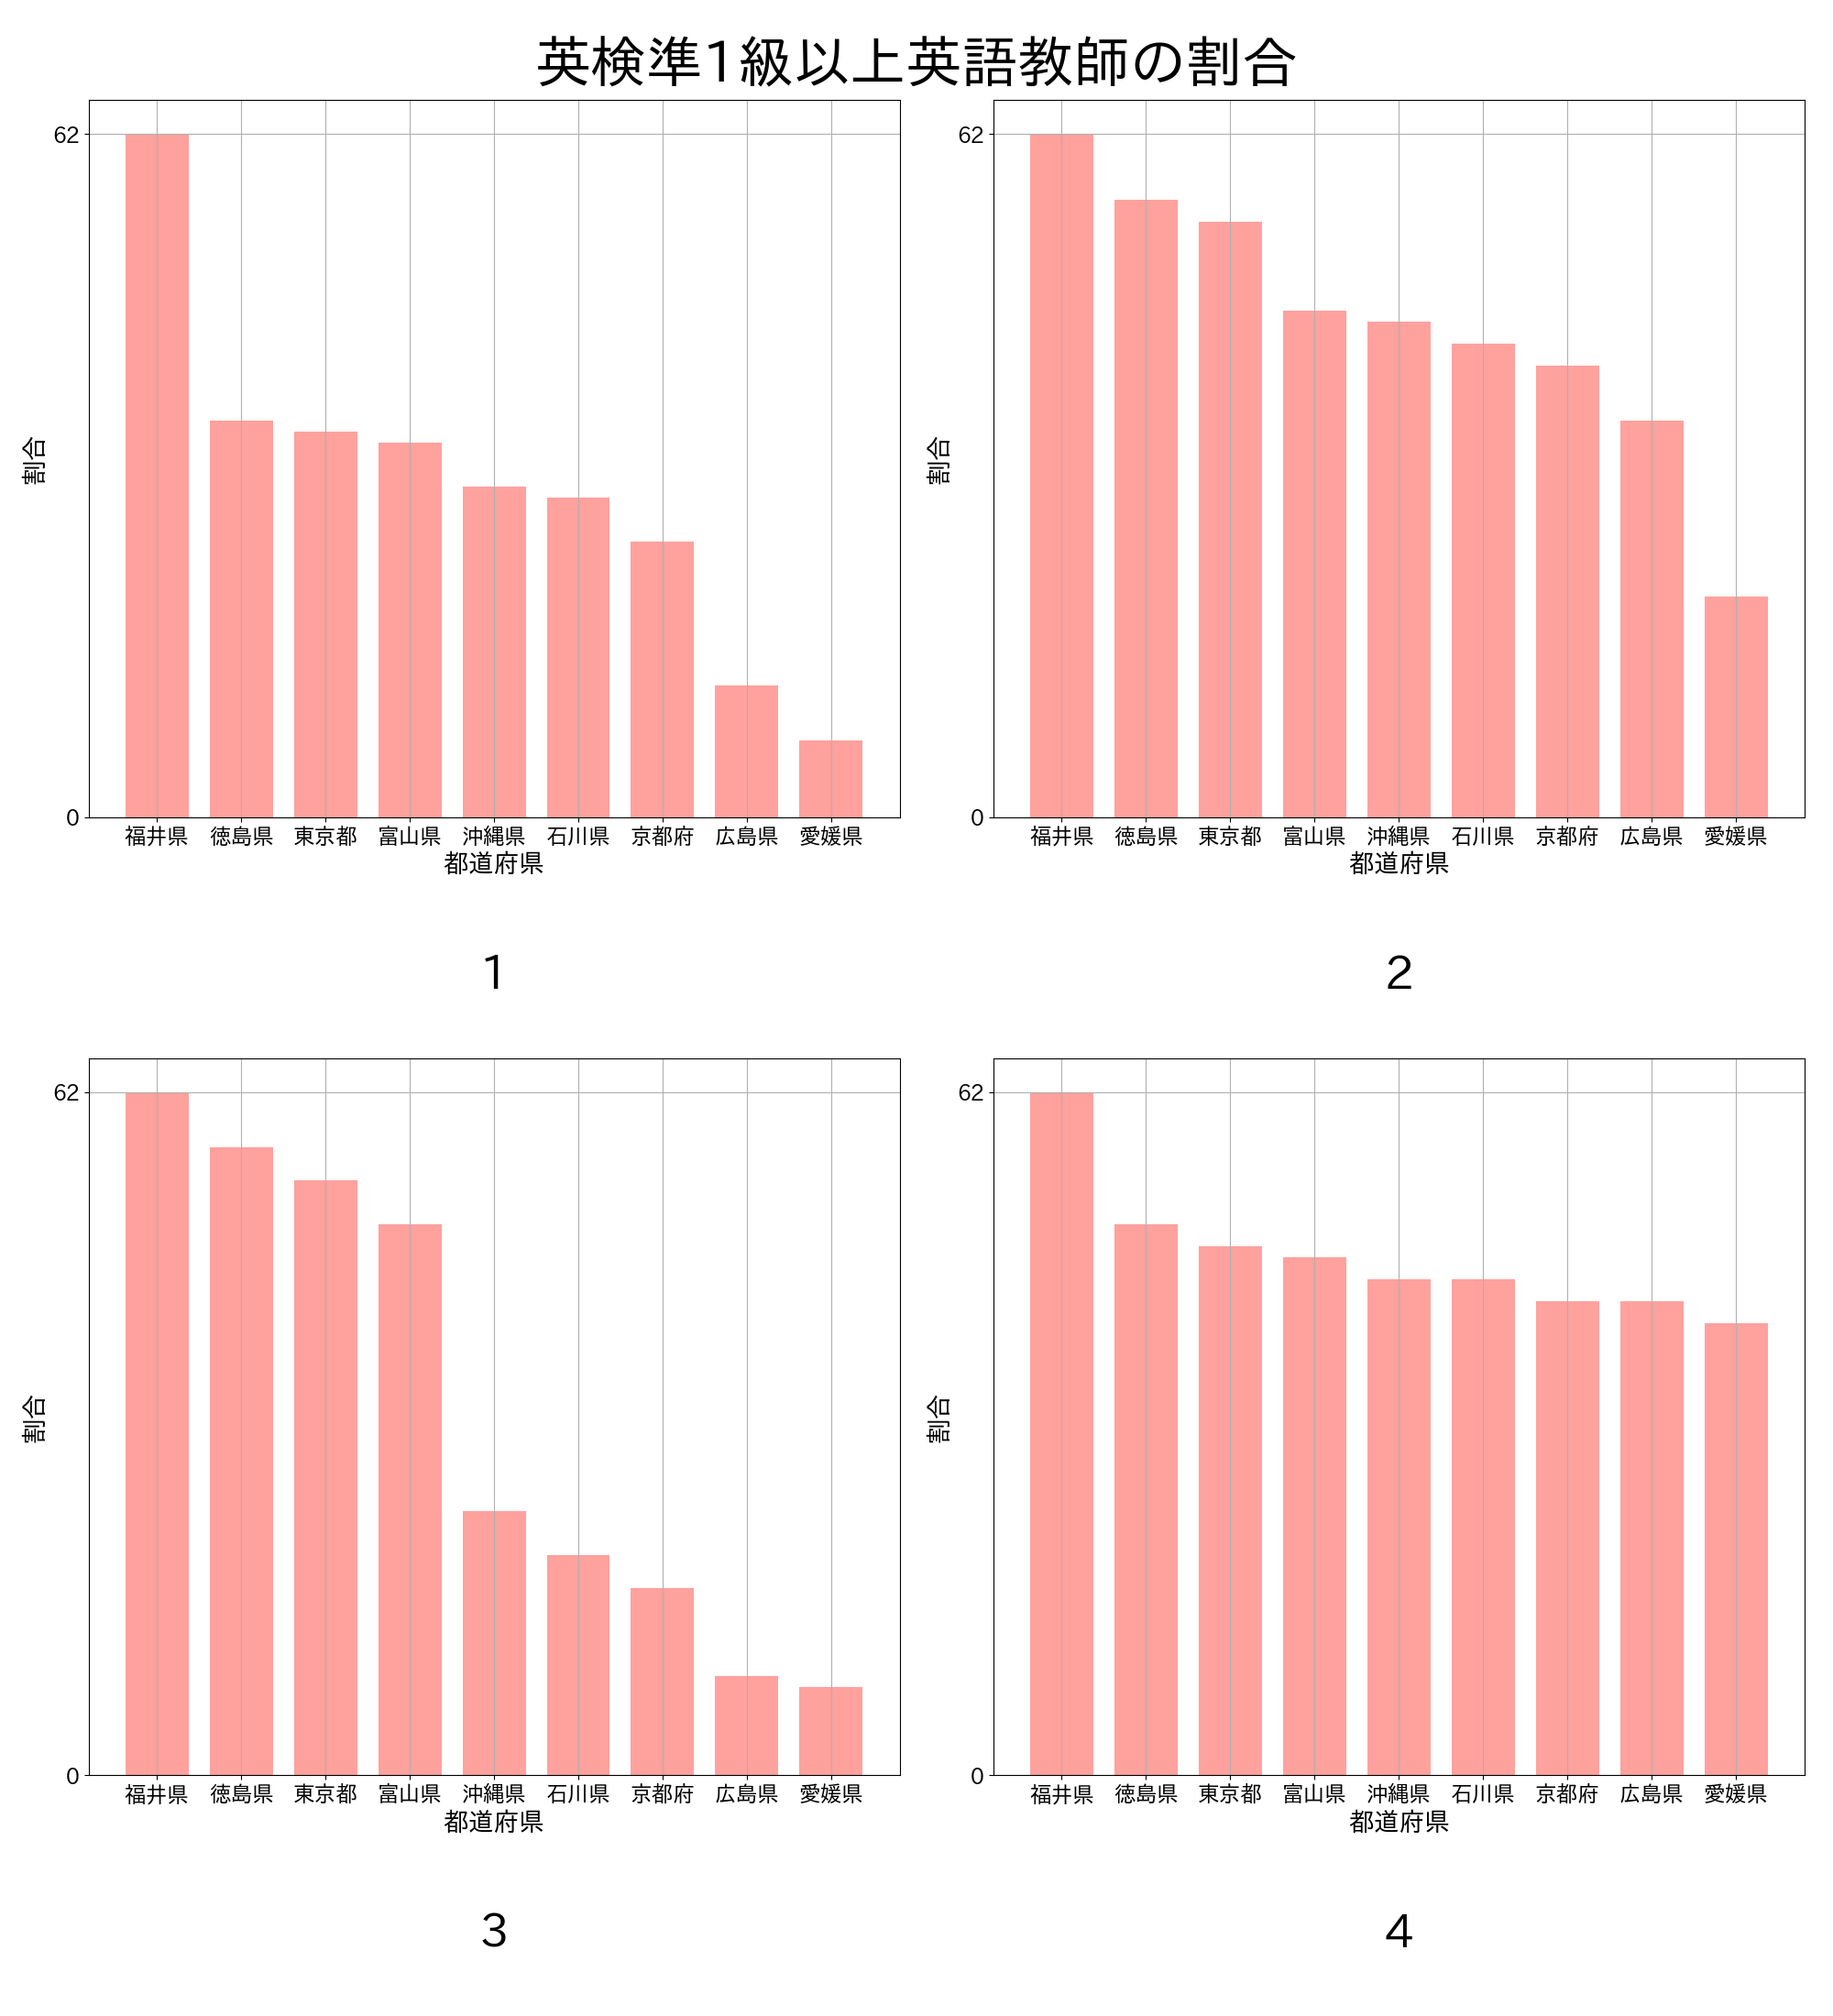 英検準1級以上英語教師の割合
62
0
割合
福井県 徳島県 東京都 富山県 沖縄県 石川県 京都府 広島県 愛媛県
都道府県
1
62
0
割合
福井県 徳島県 東京都 富山県 沖縄県 石川県 京都府 広島県 愛媛県
都道府県
2
62
0
割合
福井県 徳島県 東京都 富山県 沖縄県 石川県 京都府 広島県 愛媛県
都道府県
3
62
0
割合
福井県 徳島県 東京都 富山県 沖縄県 石川県 京都府 広島県 愛媛県
都道府県
4